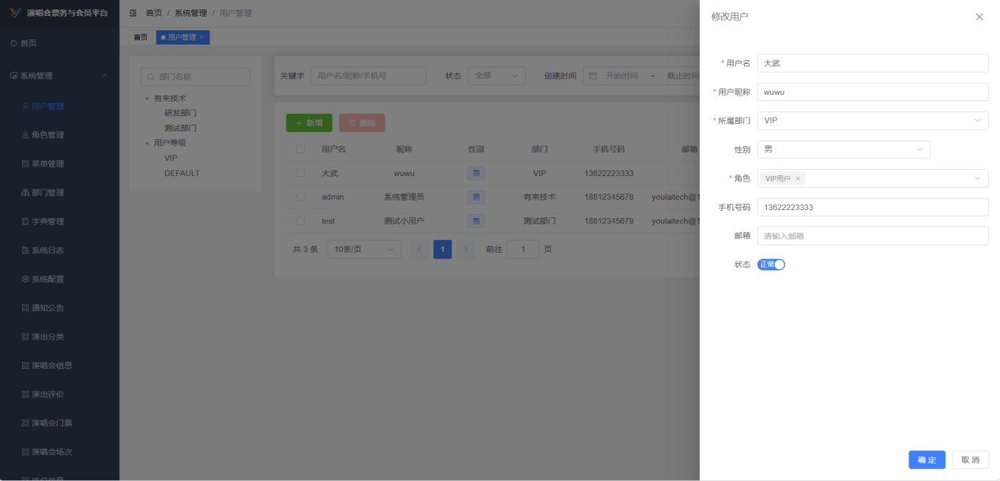 演唱会票务与会员平台
首页 / 系统管理 / 用户管理
首页
用户管理 ×
首页
系统管理
用户管理
角色管理
菜单管理
部门管理
字典管理
系统日志
系统配置
通知公告
演出分类
演唱会信息
演出评价
演唱会门票
演唱会场次
部门名称
有来技术
研发部门
测试部门
用户等级
VIP
DEFAULT
关键字 用户名/昵称/手机号 状态 全部 创建时间 开始时间 ~ 截止时间
+ 新增 删除
用户名 昵称 性别 部门 手机号码 邮箱
大武 wuwu 男 VIP 13622223333
admin 系统管理员 男 有来技术 18812345678 youlaitech@1
test 测试小用户 男 测试部门 18812345679 youlaitech@1
共 3 条 10条/页 < 1 > 前往 1 页
修改用户 ×
* 用户名 大武
* 用户昵称 wuwu
* 所属部门 VIP
性别 男
* 角色 VIP用户 ×
手机号码 13622223333
邮箱 请输入邮箱
状态 正常
确 定 取 消